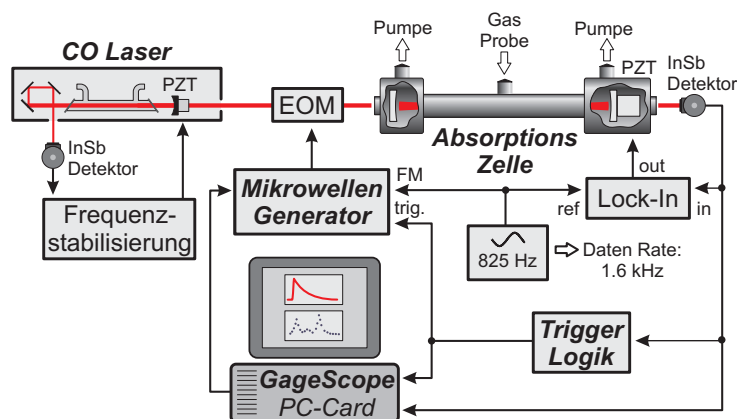 Pumpe
Gas
Probe
Pumpe
CO Laser
PZT
PZT
InSb
Detektor
EOM
Absorptions
Zelle
InSb
Detektor
Frequenz-
stabilisierung
Mikrowellen
Generator
FM
trig.
out
ref
Lock-In
in
825 Hz
Daten Rate:
1.6 kHz
Trigger
Logik
GageScope
PC-Card